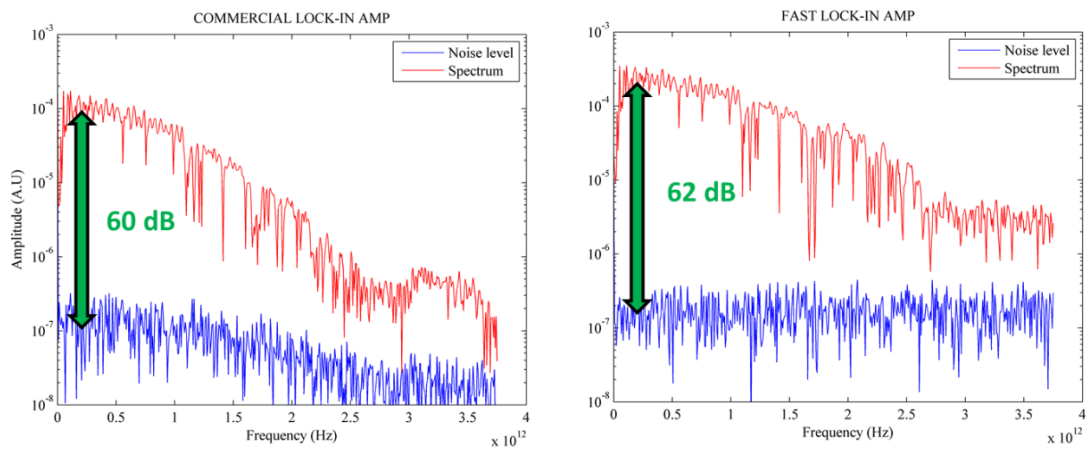 COMMERCIAL LOCK-IN AMP
10^-3
10^-4
10^-5
10^-6
10^-7
10^-8
Amplitude (A.U)
Noise level
Spectrum
60 dB
0 0.5 1 1.5 2 2.5 3 3.5 4
Frequency (Hz)
x 10^12
FAST LOCK-IN AMP
10^-3
10^-4
10^-5
10^-6
10^-7
10^-8
Noise level
Spectrum
62 dB
0 0.5 1 1.5 2 2.5 3 3.5 4
Frequency (Hz)
x 10^12